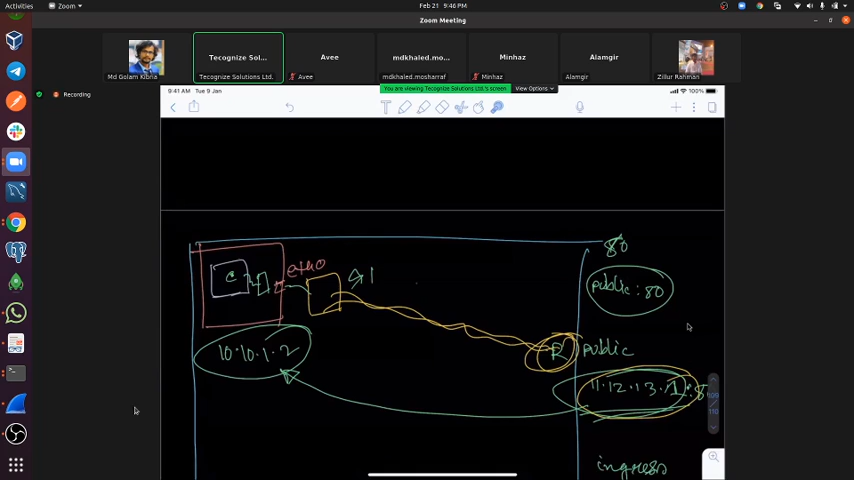 Activities
Zoom
Feb 21 9:46 PM
Zoom Meeting
Tecognize Sol...
Avee
mdkhaled.mo...
Minhaz
Alamgir
Md Golam Kibria
Tecognize Solutions Ltd.
Avee
mdkhaled.mosharraf
Minhaz
Alamgir
Zillur Rahman
Recording
You are viewing Tecognize Solutions Ltd.'s screen
View Options
9:41 AM Tue 9 Jan
100%
80
eth0
C
public:80
10.10.1.2
R
public
11.12.13.1:8
109
110
ingress